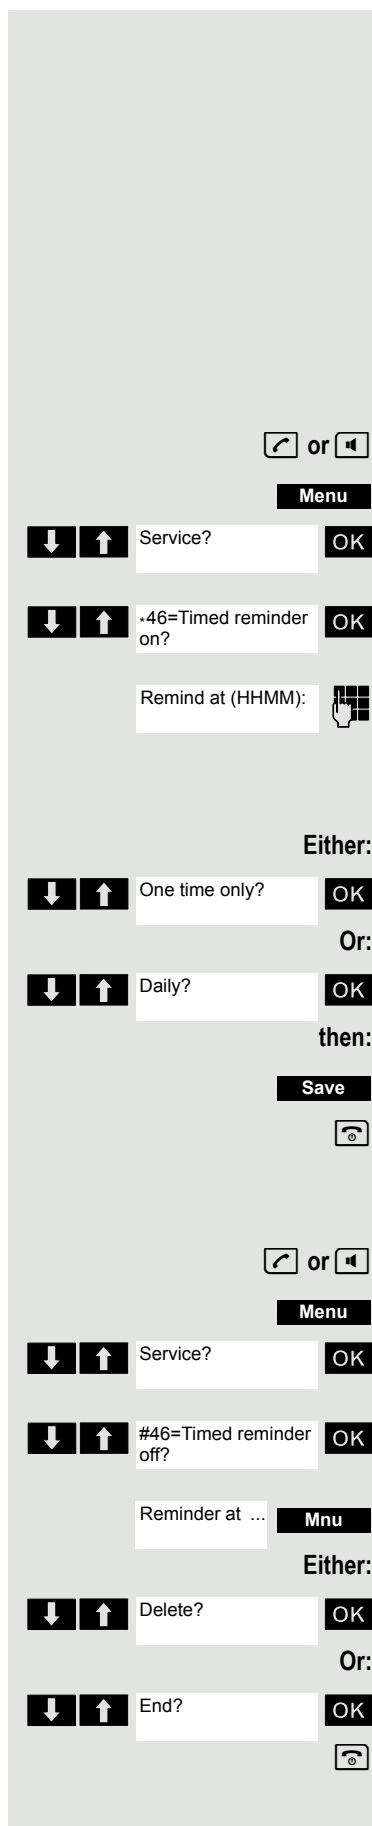 or
Menu
Service? OK
*46=Timed reminder OK
on?
Remind at (HHMM):
Either:
One time only? OK
Or:
Daily? OK
then:
Save
or
Menu
Service? OK
#46=Timed reminder OK
off?
Reminder at ... Mnu
Either:
Delete? OK
Or:
End? OK